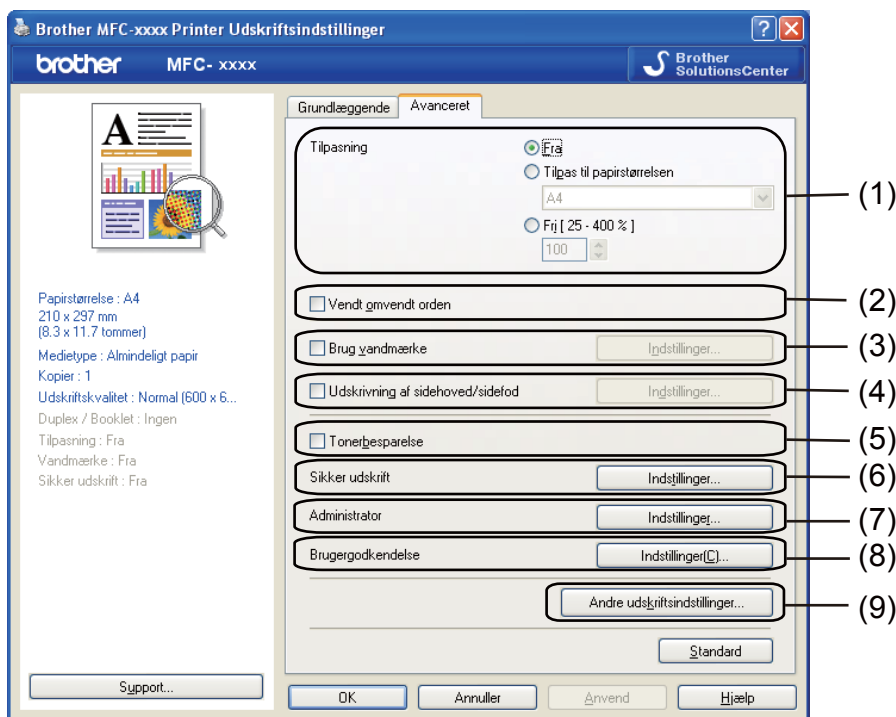 Brother MFC-xxxx Printer Udskriftsindstillinger
brother MFC- xxxx
Brother
SolutionsCenter
Grundlæggende Avanceret
A
Tilpasning
Fra
Tilpas til papirstørrelsen
A4
Fri [ 25 - 400 % ]
100
(1)
Vendt omvendt orden
(2)
Brug vandmærke Indstillinger...
(3)
Udskrivning af sidehoved/sidefod Indstillinger...
(4)
Tonerbesparelse
(5)
Sikker udskrift Indstillinger...
(6)
Administrator Indstillinger...
(7)
Brugergodkendelse Indstillinger(C)...
(8)
Andre udskriftsindstillinger...
(9)
Standard
Papirstørrelse : A4
210 x 297 mm
(8.3 x 11.7 tommer)
Medietype : Almindeligt papir
Kopier : 1
Udskriftskvalitet : Normal (600 x 6...
Duplex / Booklet : Ingen
Tilpasning : Fra
Vandmærke : Fra
Sikker udskrift : Fra
Support...
OK Annuller Anvend Hjælp